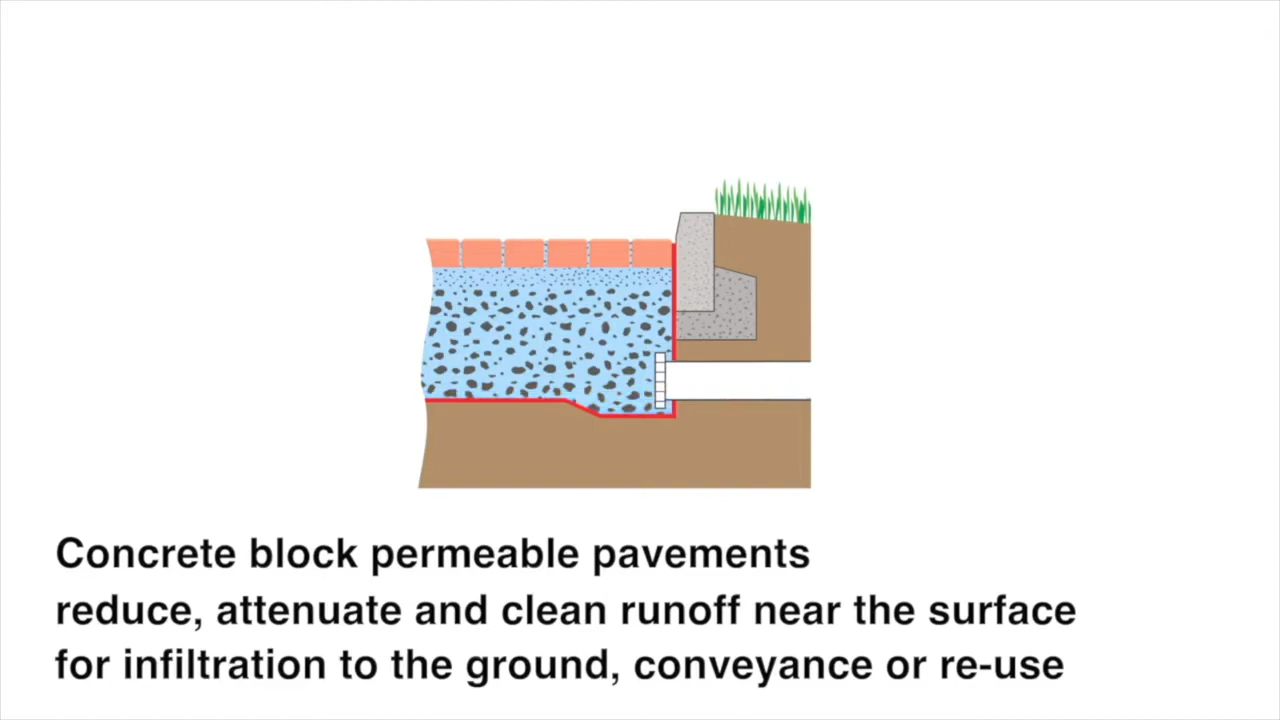 Concrete block permeable pavements
reduce, attenuate and clean runoff near the surface
for infiltration to the ground, conveyance or re-use